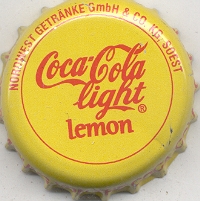 NORDWEST GETRÄNKE GmbH & CO. KG, SOEST
Coca-Cola
light
®
lemon